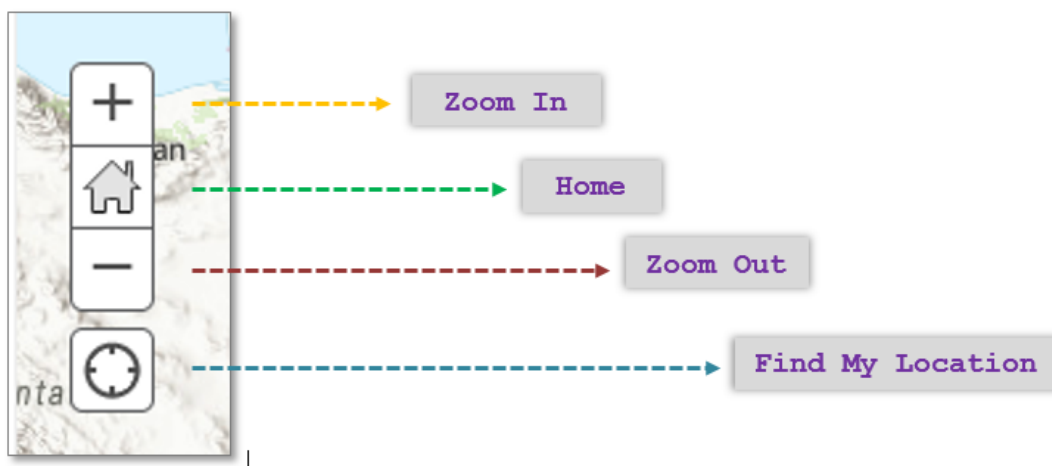 Zoom In
an
Home
Zoom Out
Find My Location
nta